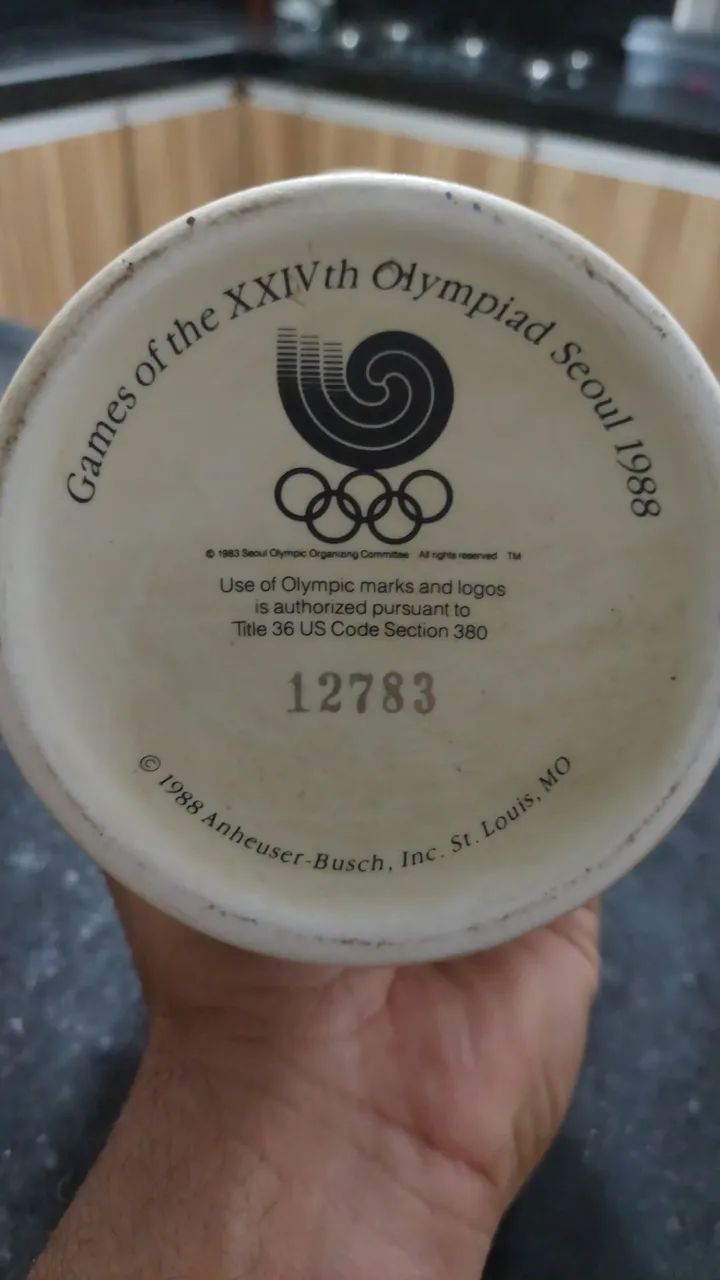 Games of the XXIVth Olympiad Seoul 1988
© 1983 Seoul Olympic Organizing Committee All rights reserved TM
Use of Olympic marks and logos
is authorized pursuant to
Title 36 US Code Section 380
12783
© 1988 Anheuser-Busch, Inc. St. Louis, MO